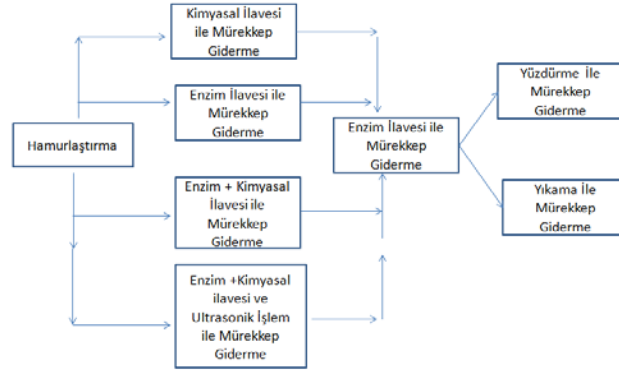 Kimyasal İlavesi
ile Mürekkep
Giderme
Enzim İlavesi ile
Mürekkep
Giderme
Hamurlaştırma
Enzim + Kimyasal
İlavesi ile
Mürekkep
Giderme
Enzim +Kimyasal
ilavesi ve
Ultrasonik İşlem
ile Mürekkep
Giderme
Enzim İlavesi ile
Mürekkep
Giderme
Yüzdürme İle
Mürekkep
Giderme
Yıkama İle
Mürekkep
Giderme